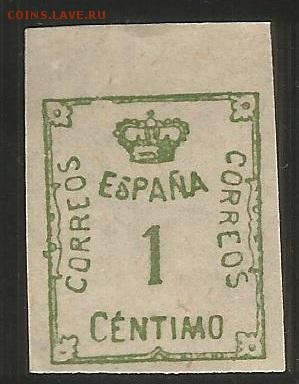 COINS.LAVE.RU
ESPAÑA
CORREOS
CORREOS
1
CÉNTIMO